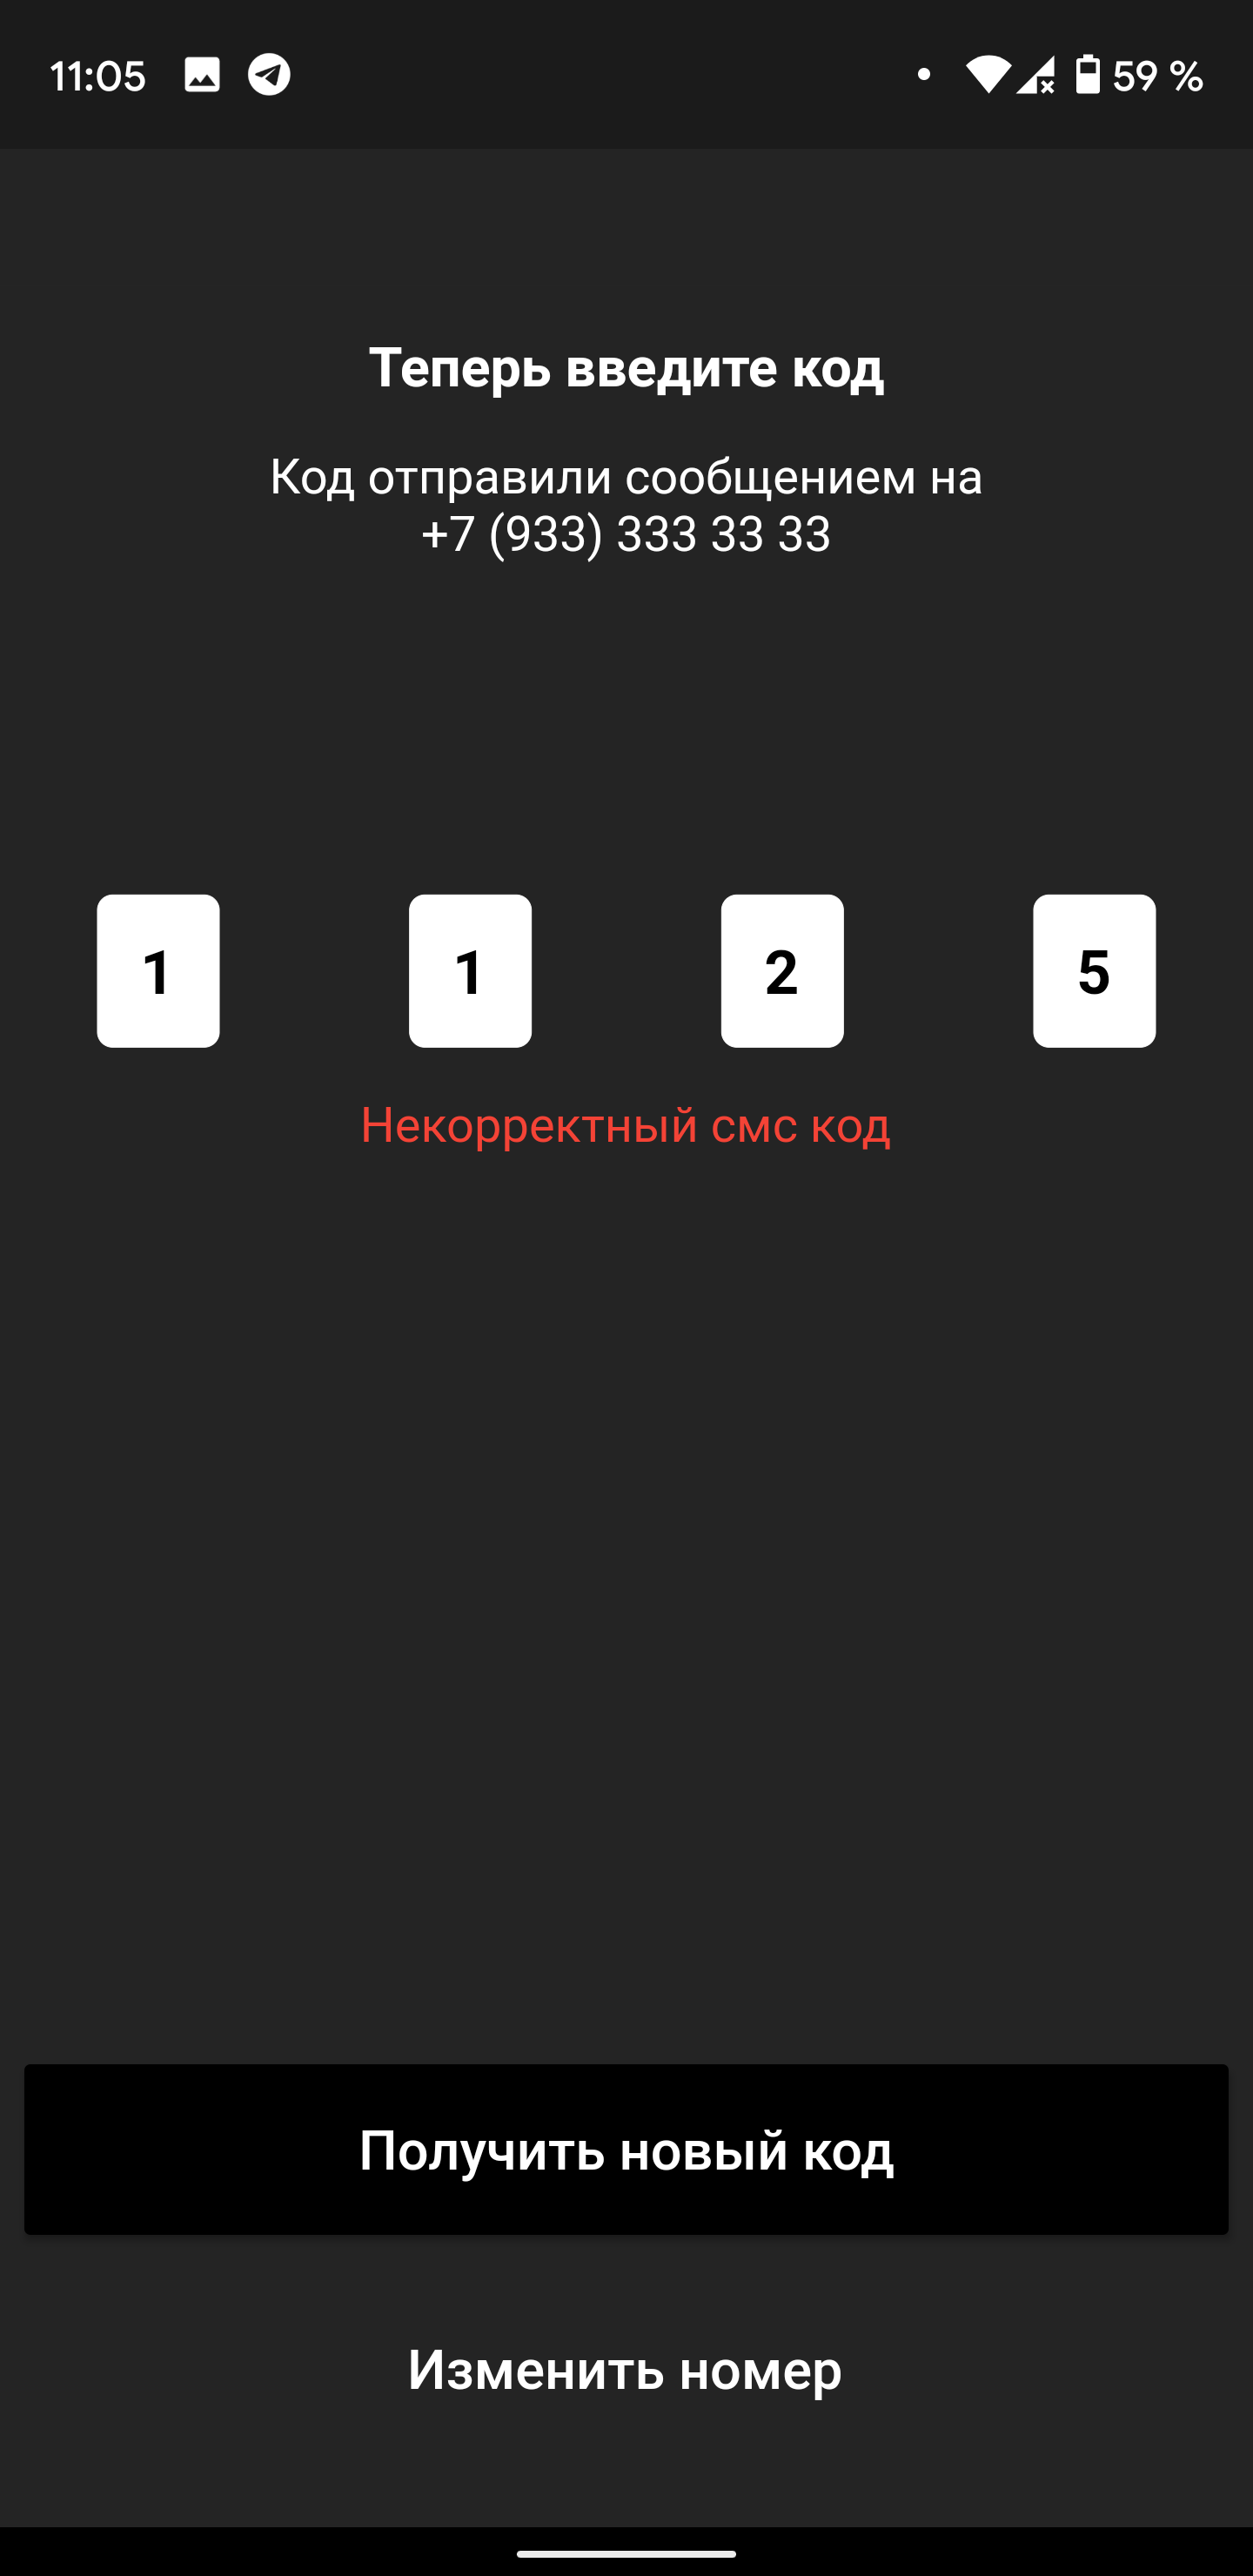 11:05
59 %
Теперь введите код
Код отправили сообщением на
+7 (933) 333 33 33
1 1 2 5
Некорректный смс код
Получить новый код
Изменить номер